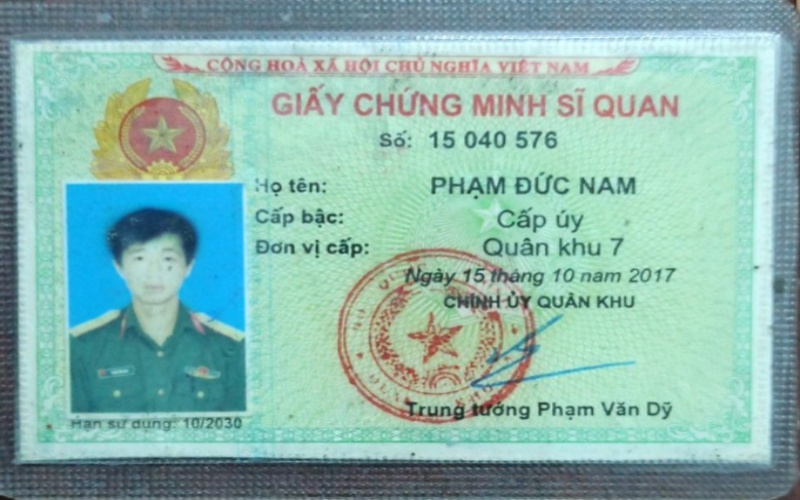 CỘNG HOÀ XÃ HỘI CHỦ NGHĨA VIỆT NAM
GIẤY CHỨNG MINH SĨ QUAN
Số: 15 040 576
Họ tên: PHẠM ĐỨC NAM
Cấp bậc: Cấp úy
Đơn vị cấp: Quân khu 7
Ngày 15 tháng 10 năm 2017
CHÍNH ỦY QUÂN KHU
Trung tướng Phạm Văn Dỹ
Hạn sử dụng: 10/2030